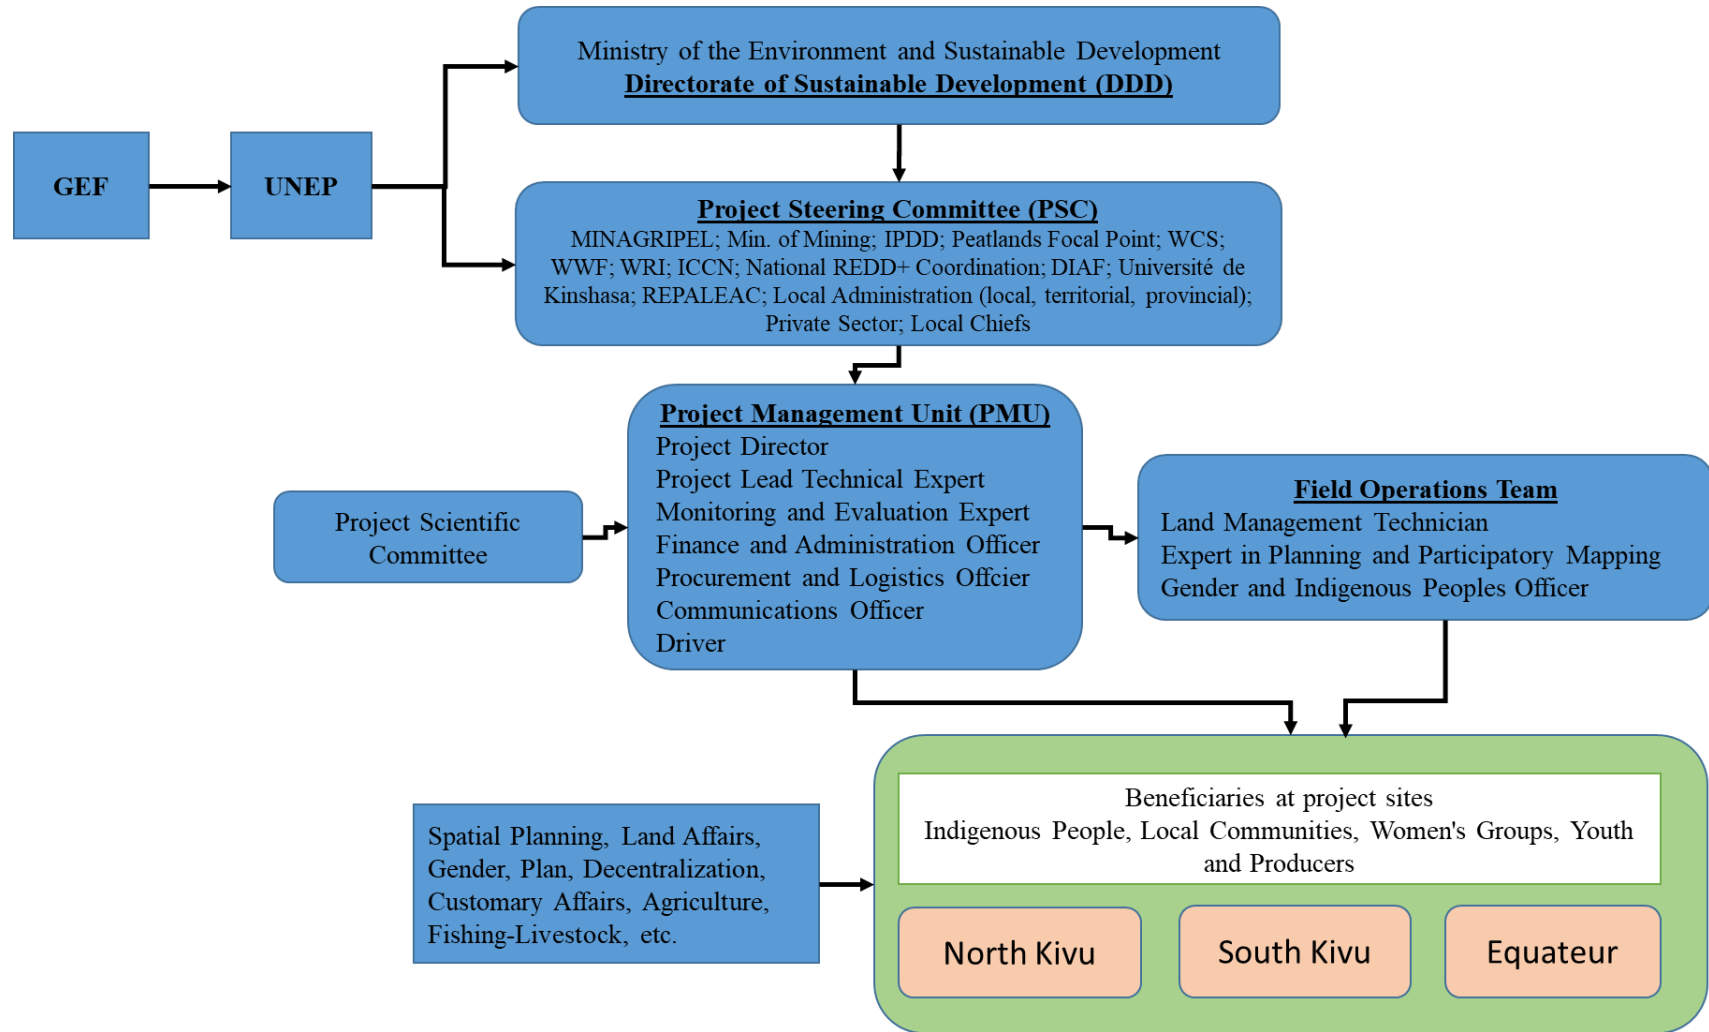 Ministry of the Environment and Sustainable Development
Directorate of Sustainable Development (DDD)
GEF
UNEP
Project Steering Committee (PSC)
MINAGRIPEL; Min. of Mining; IPDD; Peatlands Focal Point; WCS;
WWF; WRI; ICCN; National REDD+ Coordination; DIAF; Université de
Kinshasa; REPALEAC; Local Administration (local, territorial, provincial);
Private Sector; Local Chiefs
Project Management Unit (PMU)
Project Director
Project Lead Technical Expert
Monitoring and Evaluation Expert
Finance and Administration Officer
Procurement and Logistics Offcier
Communications Officer
Driver
Project Scientific
Committee
Field Operations Team
Land Management Technician
Expert in Planning and Participatory Mapping
Gender and Indigenous Peoples Officer
Beneficiaries at project sites
Indigenous People, Local Communities, Women's Groups, Youth
and Producers
Spatial Planning, Land Affairs,
Gender, Plan, Decentralization,
Customary Affairs, Agriculture,
Fishing-Livestock, etc.
North Kivu
South Kivu
Equateur